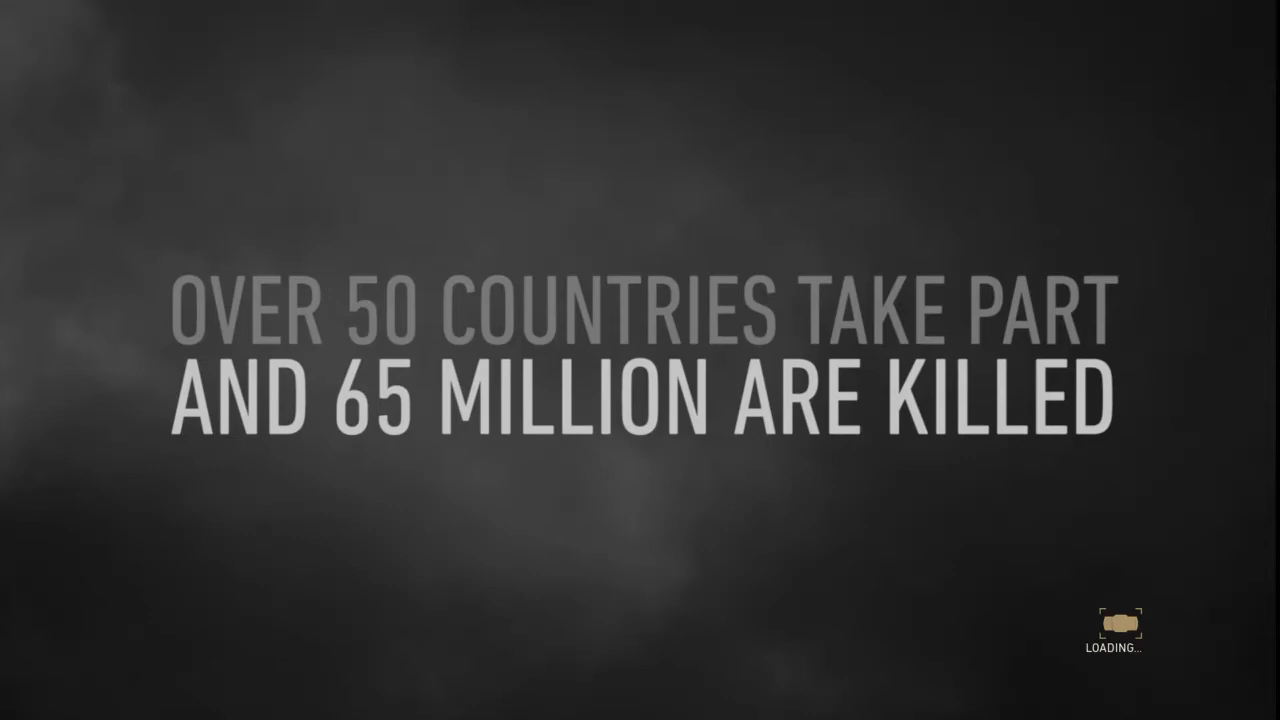 OVER 50 COUNTRIES TAKE PART
AND 65 MILLION ARE KILLED
LOADING...